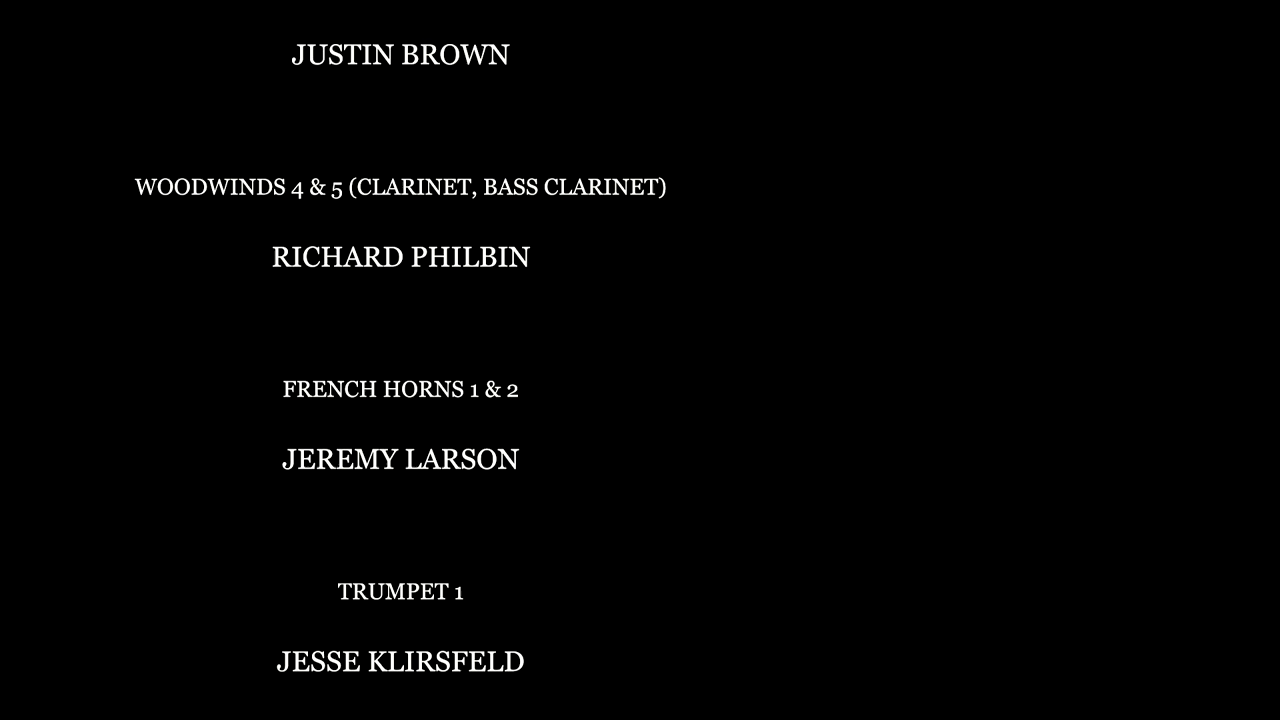 JUSTIN BROWN
WOODWINDS 4 & 5 (CLARINET, BASS CLARINET)
RICHARD PHILBIN
FRENCH HORNS 1 & 2
JEREMY LARSON
TRUMPET 1
JESSE KLIRSFELD